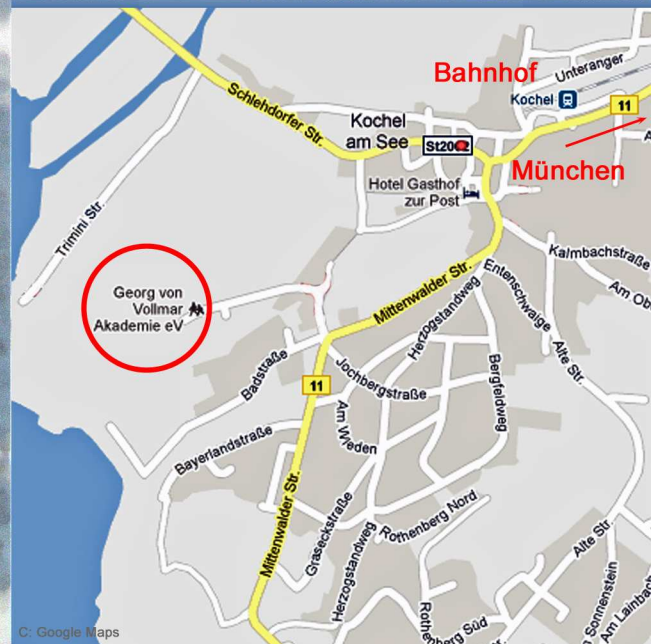 Bahnhof
Unteranger
Kochel
11
Schlehdorfer Str.
Kochel
am See
München
Hotel Gasthof
zur Post
Trimini Str.
Kalmbachstraße
Georg von
Vollmar
Akademie eV
Mittenwalder Str.
Entenschwaige
Am Ob
Herzogstandweg
Alte Str.
Badstraße
Jochbergstraße
Bergfeldweg
11
Am Weden
Bayerlandstraße
Mittenwalder Str.
Graseckstraße
Rothenberg Nord
Alte Str.
Herzogstandweg
Rothenberg Süd
Sonnenstein
Am Lainbach
C: Google Maps